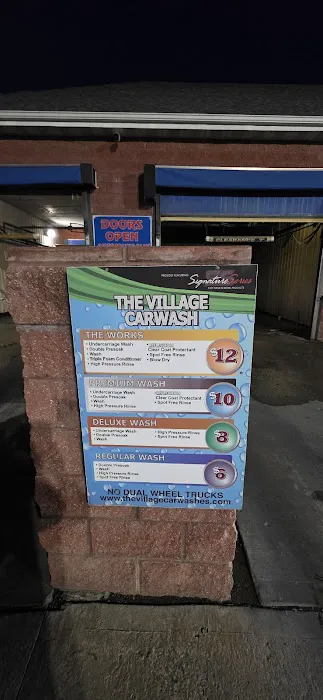 DOORS
OPEN
PROUDLY FEATURING
Signature Series
THE VILLAGE
CARWASH
THE WORKS
• Undercarriage Wash
• Double Presoak
• Wash
• Triple Foam Conditioner
• High Pressure Rinse
Clear Coat Protectant
• Spot Free Rinse
• Blow Dry
$12
PREMIUM WASH
• Undercarriage Wash
• Double Presoak
• Wash
• High Pressure Rinse
Clear Coat Protectant
• Spot Free Rinse
$10
DELUXE WASH
• Undercarriage Wash
• Double Presoak
• Wash
• High Pressure Rinse
• Spot Free Rinse
$8
REGULAR WASH
• Double Presoak
• Wash
• High Pressure Rinse
• Spot Free Rinse
$6
NO DUAL WHEEL TRUCKS
www.thevillagecarwashes.com